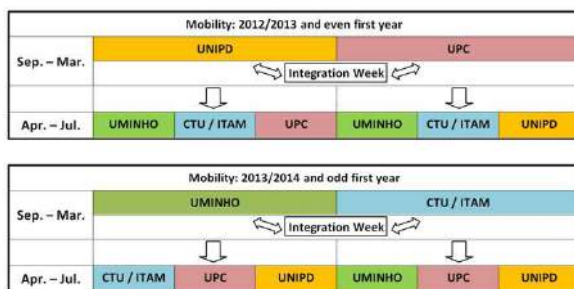 Mobility: 2012/2013 and even first year
Sep. – Mar.
UNIPD UPC
Integration Week
Apr. – Jul. UMINHO CTU / ITAM UPC UMINHO CTU / ITAM UNIPD
Mobility: 2013/2014 and odd first year
Sep. – Mar.
UMINHO CTU / ITAM
Integration Week
Apr. – Jul. CTU / ITAM UPC UNIPD UMINHO UPC UNIPD